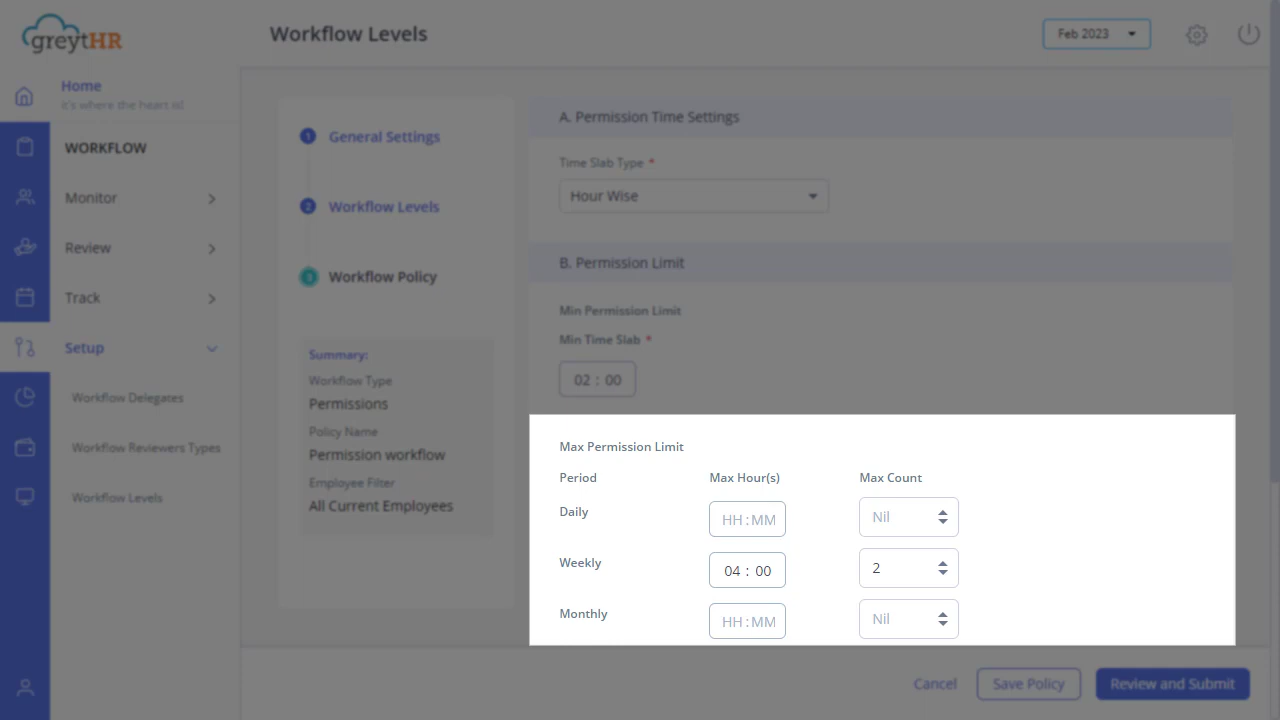 greytHR
Workflow Levels
Feb 2023
Home
It's where the heart is!
WORKFLOW
Monitor
Review
Track
Setup
Workflow Delegates
Workflow Reviewers Types
Workflow Levels
1 General Settings
2 Workflow Levels
3 Workflow Policy
Summary:
Workflow Type
Permissions
Policy Name
Permission workflow
Employee Filter
All Current Employees
A. Permission Time Settings
Time Slab Type *
Hour Wise
B. Permission Limit
Min Permission Limit
Min Time Slab *
02 : 00
Max Permission Limit
Period Max Hour(s) Max Count
Daily HH : MM Nil
Weekly 04 : 00 2
Monthly HH : MM Nil
Cancel Save Policy Review and Submit